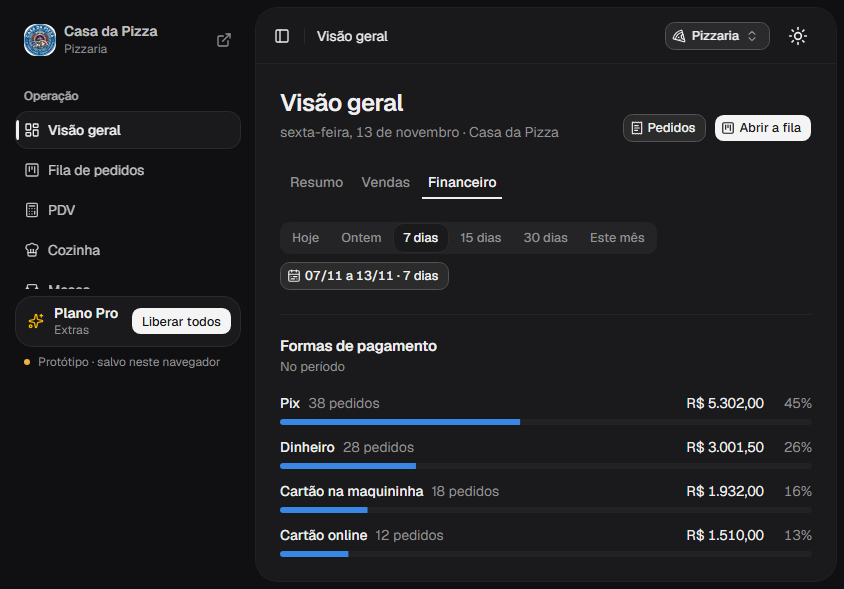 Casa da Pizza
Pizzaria
Operação
Visão geral
Fila de pedidos
PDV
Cozinha
Plano Pro
Extras
Liberar todos
Protótipo · salvo neste navegador
Visão geral
Pizzaria
Visão geral
sexta-feira, 13 de novembro · Casa da Pizza
Pedidos
Abrir a fila
Resumo Vendas Financeiro
Hoje Ontem 7 dias 15 dias 30 dias Este mês
07/11 a 13/11 · 7 dias
Formas de pagamento
No período
Pix 38 pedidos R$ 5.302,00 45%
Dinheiro 28 pedidos R$ 3.001,50 26%
Cartão na maquininha 18 pedidos R$ 1.932,00 16%
Cartão online 12 pedidos R$ 1.510,00 13%